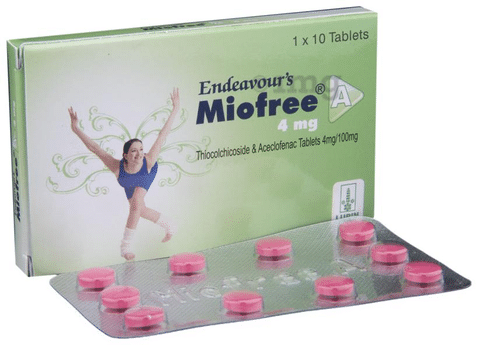 1 x 10 Tablets
Endeavour's
Miofree® A
4 mg
Thiocolchicoside & Aceclofenac Tablets 4mg/100mg
LUPIN
Miofree